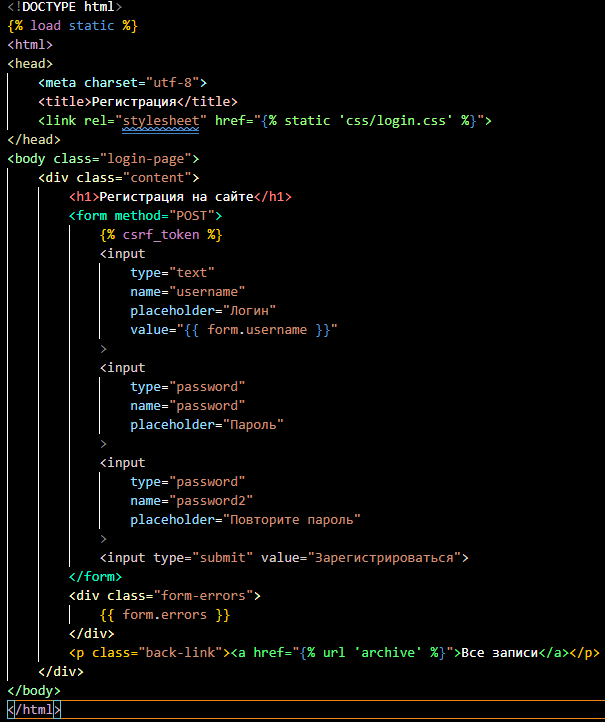 <!DOCTYPE html>
{% load static %}
<html>
<head>
    <meta charset="utf-8">
    <title>Регистрация</title>
    <link rel="stylesheet" href="{% static 'css/login.css' %}">
</head>
<body class="login-page">
    <div class="content">
        <h1>Регистрация на сайте</h1>
        <form method="POST">
            {% csrf_token %}
            <input
                type="text"
                name="username"
                placeholder="Логин"
                value="{{ form.username }}"
            >
            <input
                type="password"
                name="password"
                placeholder="Пароль"
            >
            <input
                type="password"
                name="password2"
                placeholder="Повторите пароль"
            >
            <input type="submit" value="Зарегистрироваться">
        </form>
        <div class="form-errors">
            {{ form.errors }}
        </div>
        <p class="back-link"><a href="{% url 'archive' %}">Все записи</a></p>
    </div>
</body>
</html>